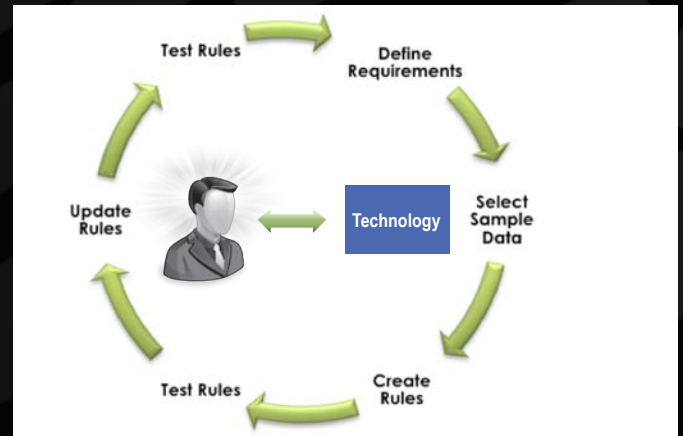 Test Rules
Define
Requirements
Select
Sample
Data
Create
Rules
Test Rules
Update
Rules
Technology